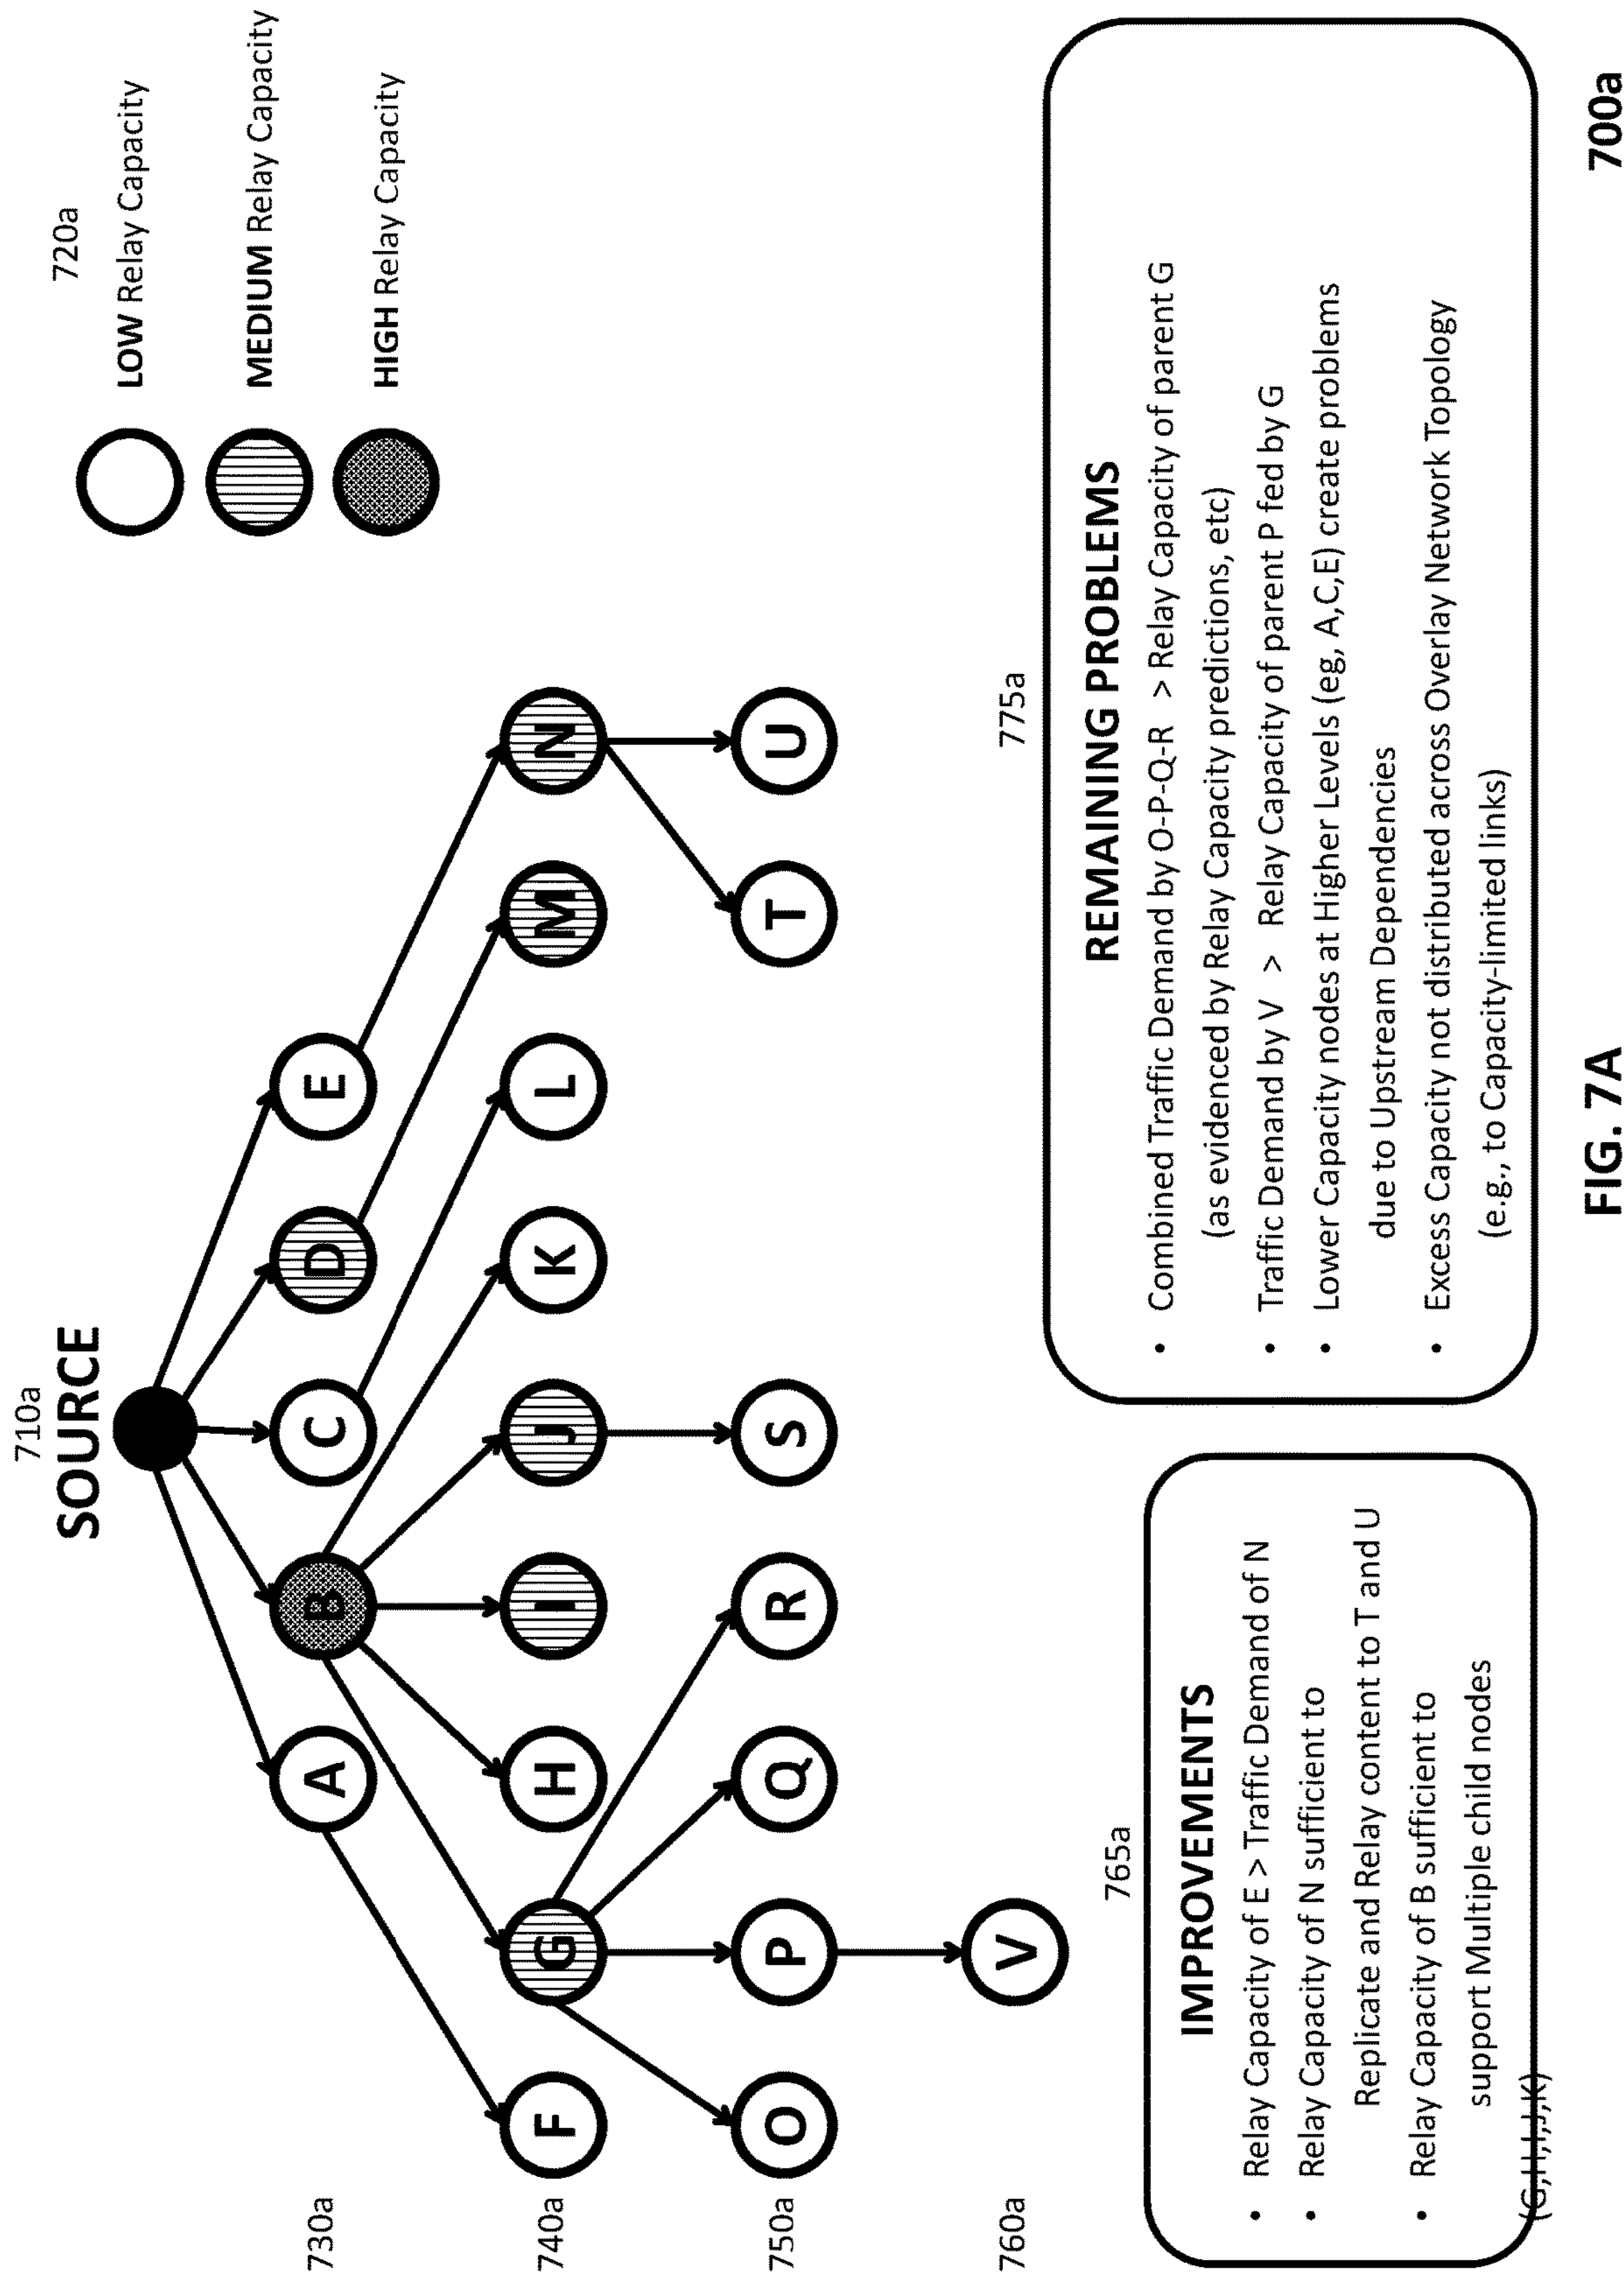 710a
SOURCE
720a
LOW Relay Capacity
MEDIUM Relay Capacity
HIGH Relay Capacity
730a
A
B
C
D
E
740a
F
G
H
I
J
K
L
M
N
750a
O
P
Q
R
S
T
U
760a
V
765a
IMPROVEMENTS
• Relay Capacity of E > Traffic Demand of N
• Relay Capacity of N sufficient to
Replicate and Relay content to T and U
• Relay Capacity of B sufficient to
support Multiple child nodes
(G,H,I,J,K)
775a
REMAINING PROBLEMS
• Combined Traffic Demand by O-P-Q-R > Relay Capacity of parent G
(as evidenced by Relay Capacity predictions, etc)
• Traffic Demand by V > Relay Capacity of parent P fed by G
• Lower Capacity nodes at Higher Levels (eg, A,C,E) create problems
due to Upstream Dependencies
• Excess Capacity not distributed across Overlay Network Topology
(e.g., to Capacity-limited links)
FIG. 7A
700a